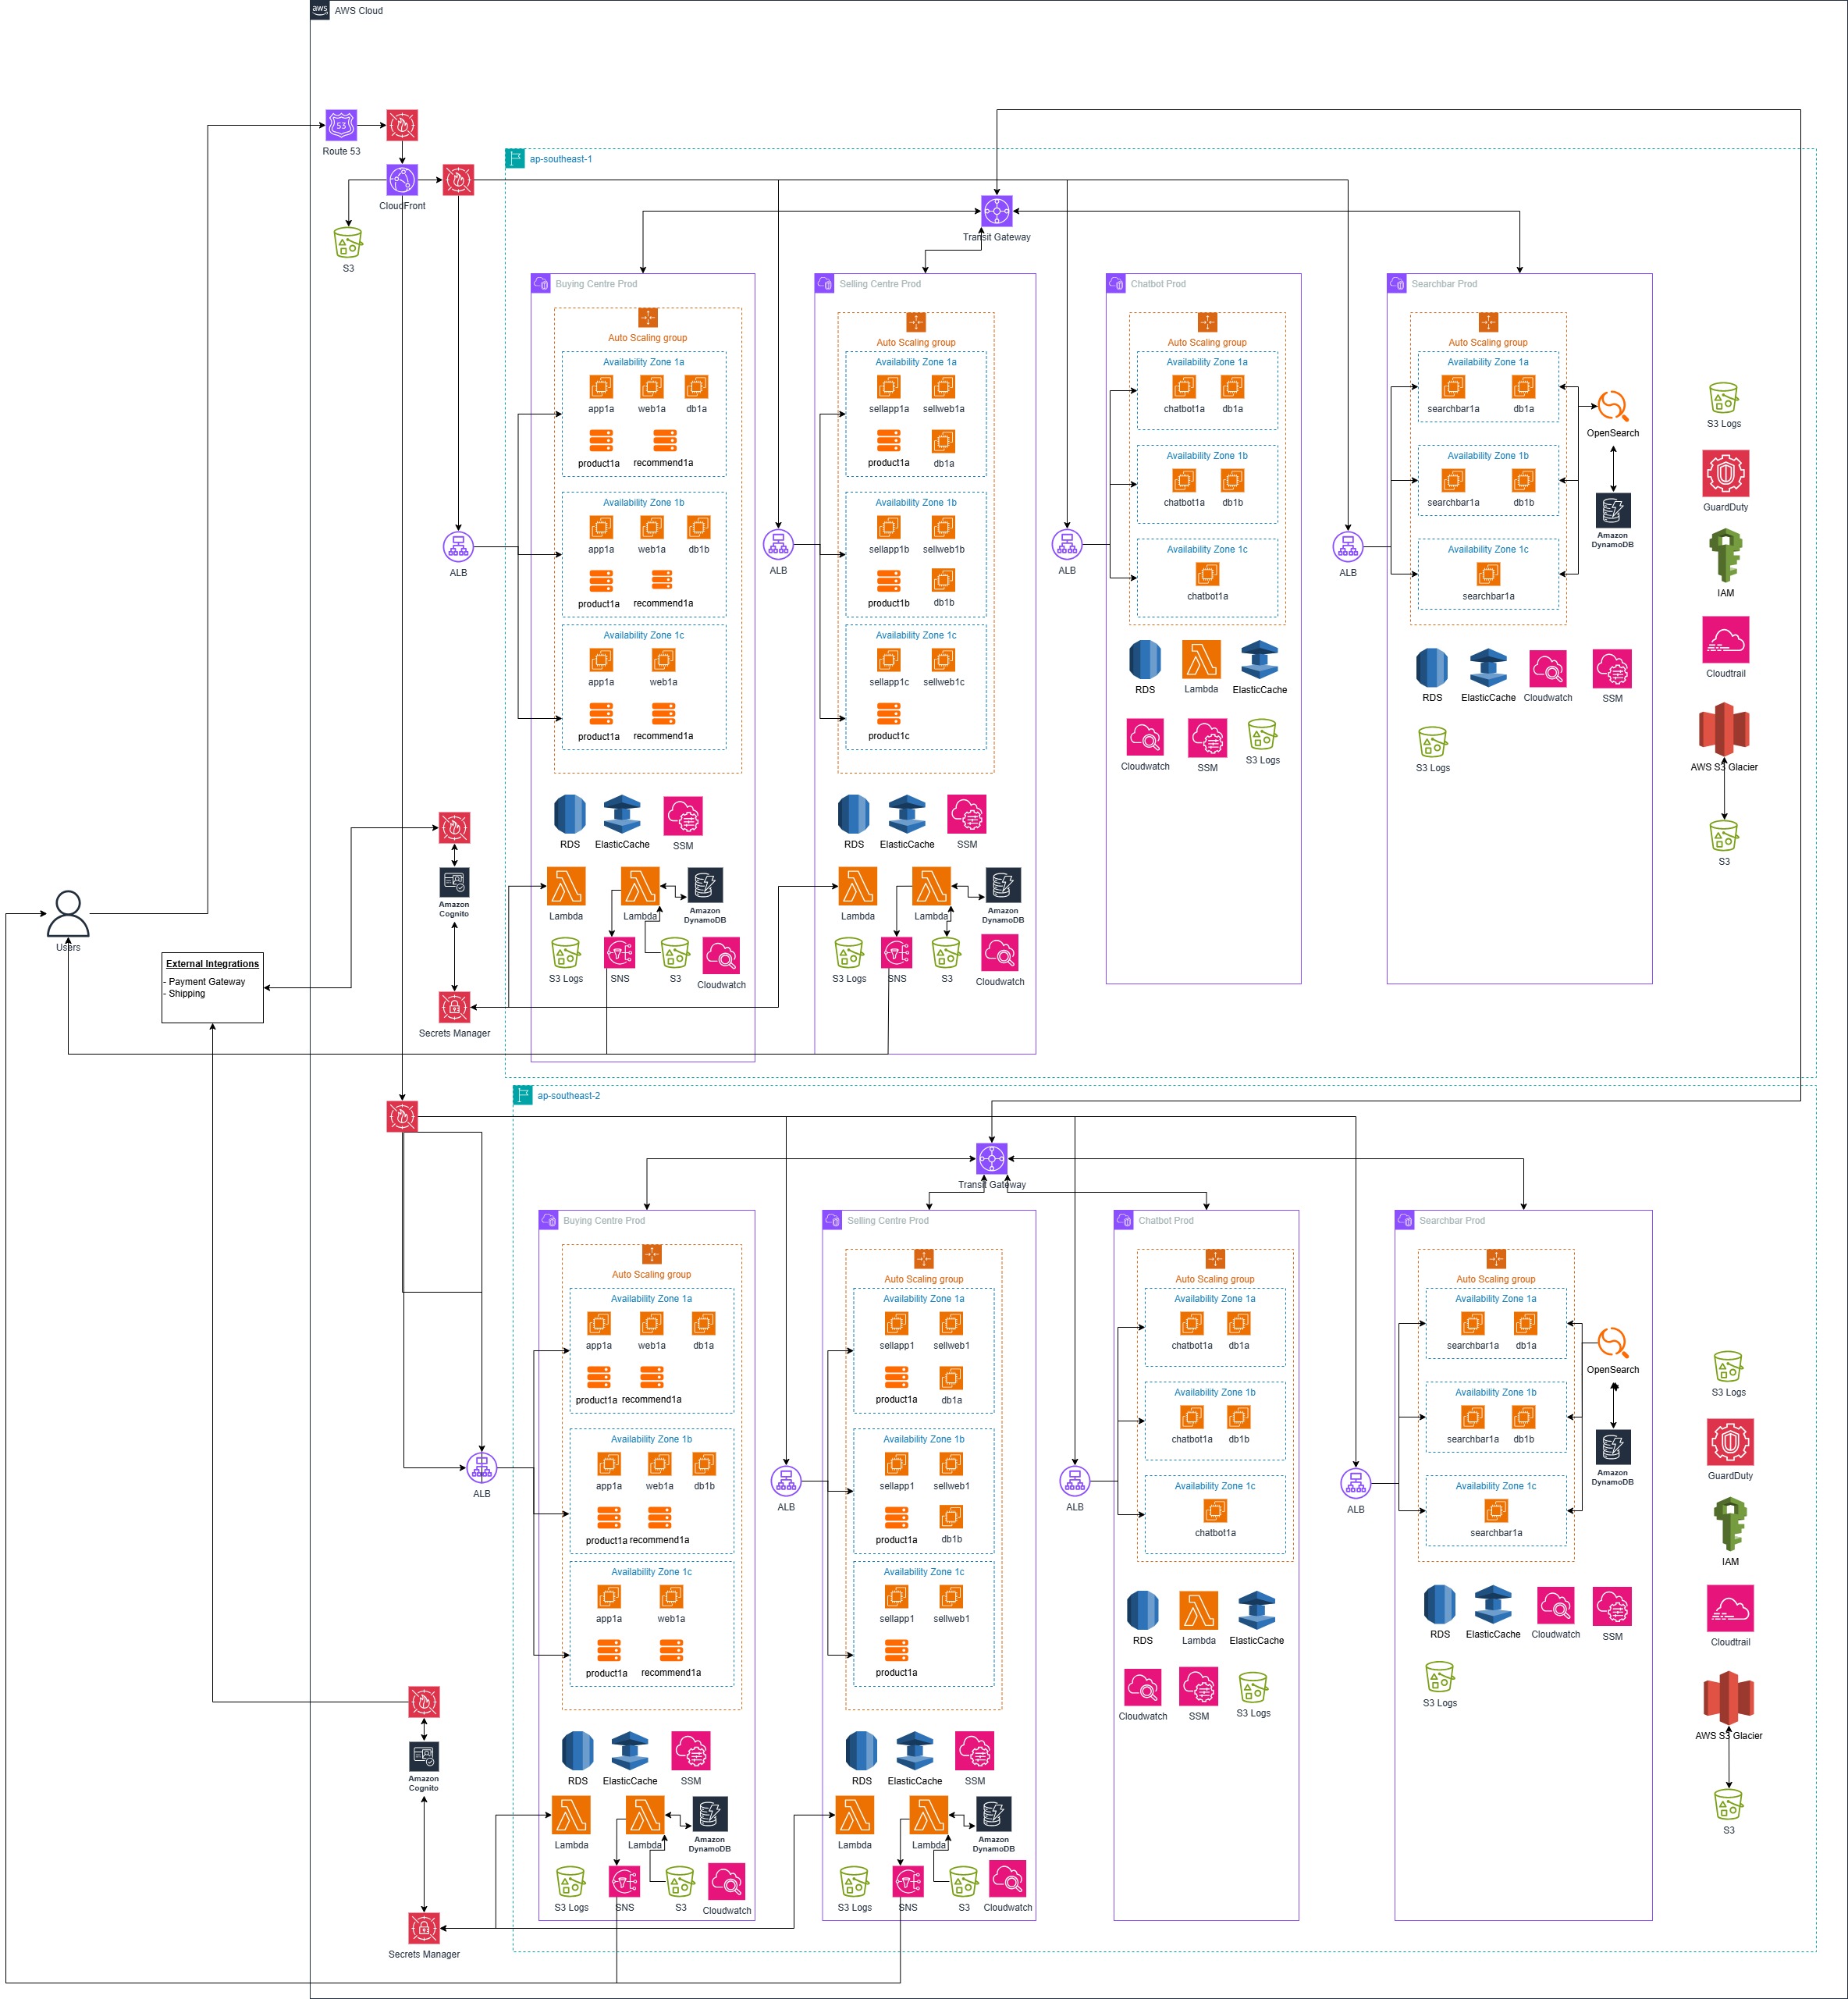 aws
AWS Cloud
53
Route 53
CloudFront
S3
ap-southeast-1
Transit Gateway
Buying Centre Prod
Auto Scaling group
Availability Zone 1a
app1a
web1a
db1a
product1a
recommend1a
Availability Zone 1b
app1a
web1a
db1b
product1a
recommend1a
Availability Zone 1c
app1a
web1a
product1a
recommend1a
ALB
RDS
ElasticCache
SSM
Lambda
Lambda
Amazon
DynamoDB
S3 Logs
SNS
S3
Cloudwatch
Selling Centre Prod
Auto Scaling group
Availability Zone 1a
sellapp1a
sellweb1a
product1a
db1a
Availability Zone 1b
sellapp1b
sellweb1b
product1b
db1b
Availability Zone 1c
sellapp1c
sellweb1c
product1c
ALB
RDS
ElasticCache
SSM
Lambda
Lambda
Amazon
DynamoDB
S3 Logs
SNS
S3
Cloudwatch
Chatbot Prod
Auto Scaling group
Availability Zone 1a
chatbot1a
db1a
Availability Zone 1b
chatbot1a
db1b
Availability Zone 1c
chatbot1a
ALB
RDS
Lambda
ElasticCache
Cloudwatch
SSM
S3 Logs
Searchbar Prod
Auto Scaling group
Availability Zone 1a
searchbar1a
db1a
Availability Zone 1b
searchbar1a
db1b
Availability Zone 1c
searchbar1a
ALB
OpenSearch
Amazon
DynamoDB
RDS
ElasticCache
Cloudwatch
SSM
S3 Logs
S3 Logs
GuardDuty
IAM
Cloudtrail
AWS S3 Glacier
S3
Amazon
Cognito
Secrets Manager
Users
External Integrations
- Payment Gateway
- Shipping
ap-southeast-2
Transit Gateway
Buying Centre Prod
Auto Scaling group
Availability Zone 1a
app1a
web1a
db1a
product1a
recommend1a
Availability Zone 1b
app1a
web1a
db1b
product1a
recommend1a
Availability Zone 1c
app1a
web1a
product1a
recommend1a
ALB
RDS
ElasticCache
SSM
Lambda
Lambda
Amazon
DynamoDB
S3 Logs
SNS
S3
Cloudwatch
Selling Centre Prod
Auto Scaling group
Availability Zone 1a
sellapp1
sellweb1
product1a
db1a
Availability Zone 1b
sellapp1
sellweb1
product1a
db1b
Availability Zone 1c
sellapp1
sellweb1
product1a
ALB
RDS
ElasticCache
SSM
Lambda
Lambda
Amazon
DynamoDB
S3 Logs
SNS
S3
Cloudwatch
Chatbot Prod
Auto Scaling group
Availability Zone 1a
chatbot1a
db1a
Availability Zone 1b
chatbot1a
db1b
Availability Zone 1c
chatbot1a
ALB
RDS
Lambda
ElasticCache
Cloudwatch
SSM
S3 Logs
Searchbar Prod
Auto Scaling group
Availability Zone 1a
searchbar1a
db1a
Availability Zone 1b
searchbar1a
db1b
Availability Zone 1c
searchbar1a
ALB
OpenSearch
Amazon
DynamoDB
RDS
ElasticCache
Cloudwatch
SSM
S3 Logs
S3 Logs
GuardDuty
IAM
Cloudtrail
AWS S3 Glacier
S3
Amazon
Cognito
Secrets Manager